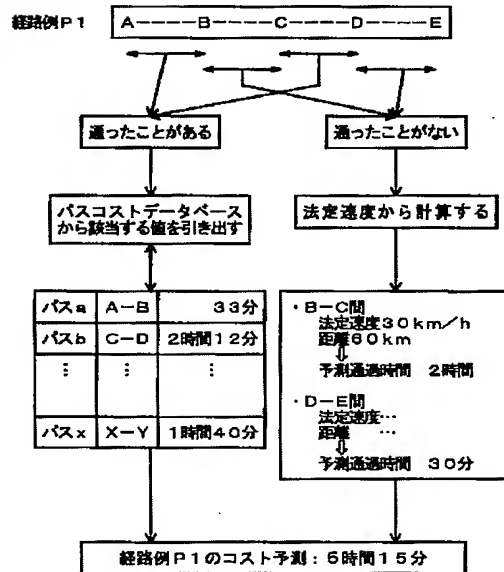 経路例P1
A----B----C----D----E
通ったことがある
通ったことがない
パスコストデータベース
から該当する値を引き出す
法定速度から計算する
パスa A-B 33分
パスb C-D 2時間12分
⋮ ⋮ ⋮
パスx X-Y 1時間40分
・B-C間
法定速度30km/h
距離60km
⇓
予測通過時間 2時間
・D-E間
法定速度…
距離 …
⇓
予測通過時間 30分
経路例P1のコスト予測:5時間15分